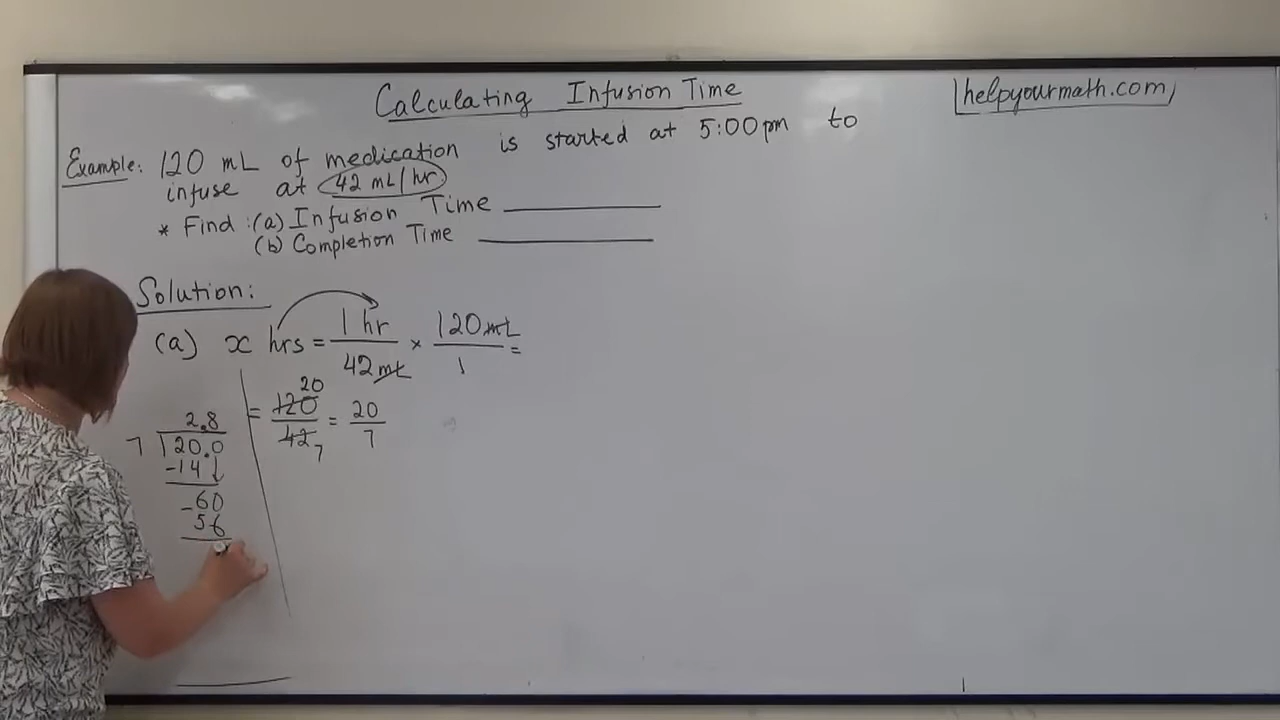 Calculating Infusion Time
helpyourmath.com
Example: 120 mL of medication is started at 5:00pm to
infuse at 42 mL/hr
* Find: (a) Infusion Time
(b) Completion Time
Solution:
(a) x hrs = 1 hr / 42 mL × 120 mL / 1 =
20
= 120 / 42 = 20 / 7
7
2.8
7 20.0
-14
-60
56